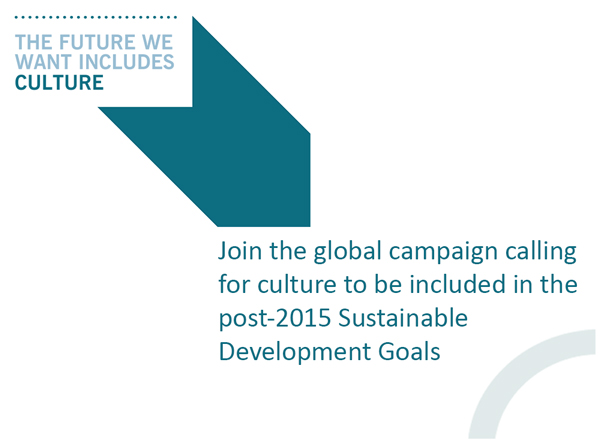 THE FUTURE WE
WANT INCLUDES
CULTURE
Join the global campaign calling
for culture to be included in the
post-2015 Sustainable
Development Goals